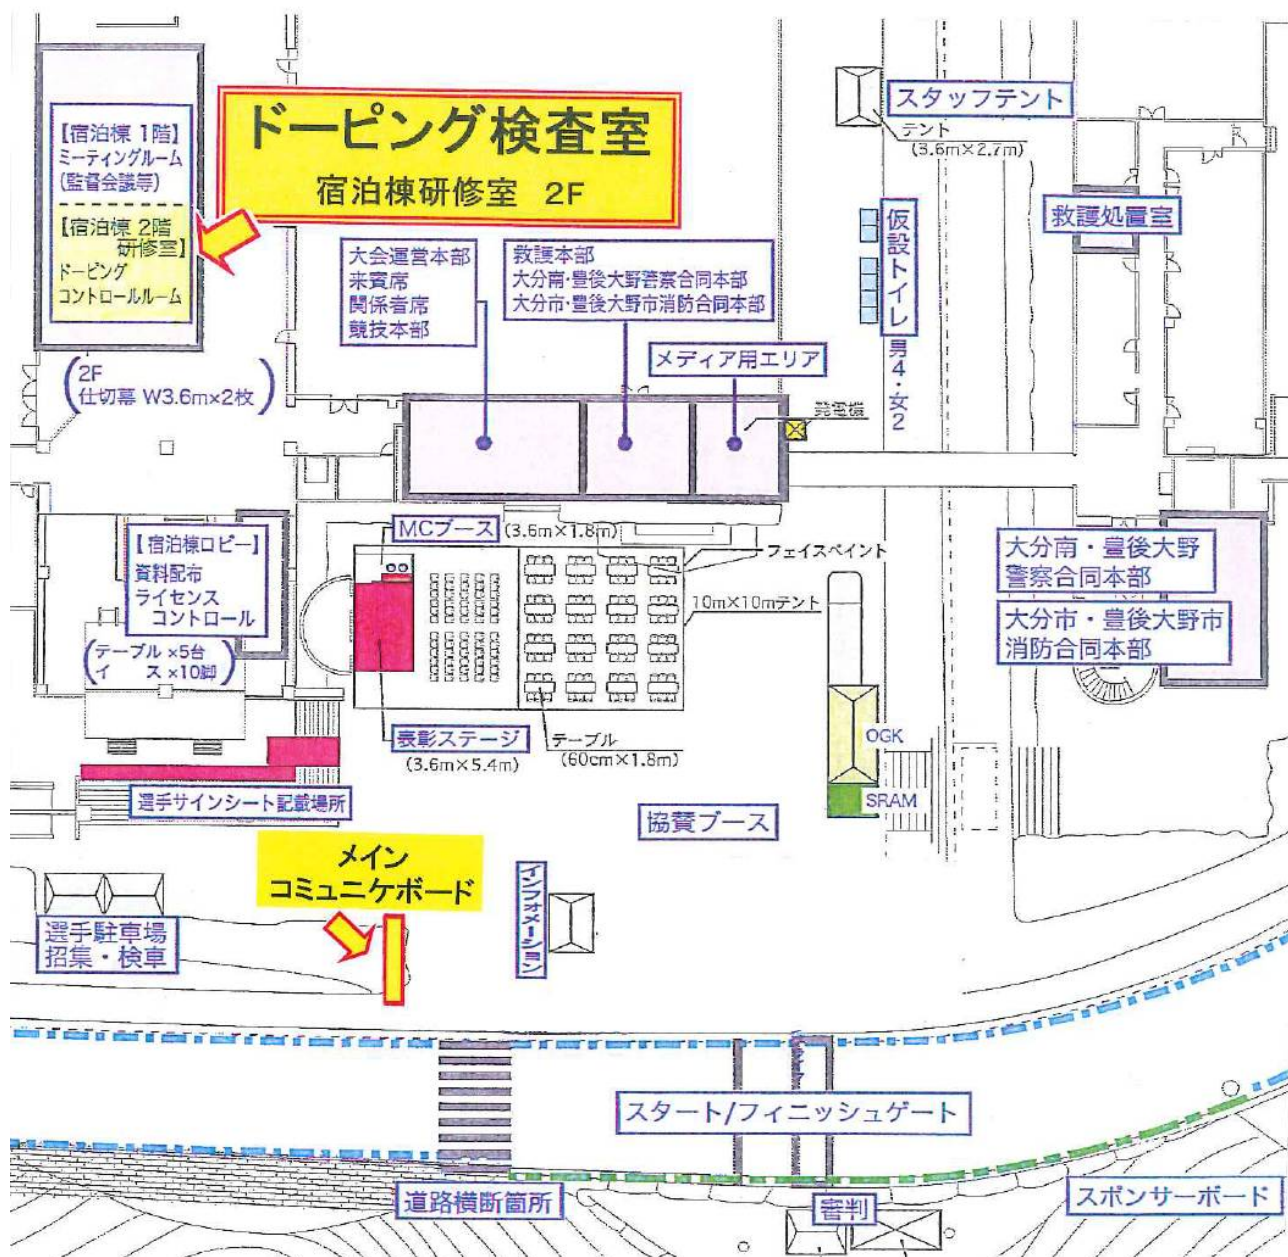 ドーピング検査室
宿泊棟研修室 2F
【宿泊棟 1階】
ミーティングルーム
(監督会議等)
【宿泊棟 2階
研修室】
ドーピング
コントロールルーム
2F
仕切幕 W3.6m×2枚
大会運営本部
来賓席
関係者席
競技本部
救護本部
大分南・豊後大野警察合同本部
大分市・豊後大野市消防合同本部
メディア用エリア
発電機
スタッフテント
テント
(3.6m×2.7m)
仮設トイレ
男4・女2
救護処置室
【宿泊棟ロビー】
資料配布
ライセンス
コントロール
(テーブル ×5台
イ ス ×10脚)
MCブース
(3.6m×1.8m)
フェイスペイント
10m×10mテント
表彰ステージ
(3.6m×5.4m)
テーブル
(60cm×1.8m)
大分南・豊後大野
警察合同本部
大分市・豊後大野市
消防合同本部
OGK
SRAM
選手サインシート記載場所
協賛ブース
メイン
コミュニケボード
インフォメーション
選手駐車場
招集・検車
スタート/フィニッシュゲート
道路横断箇所
審判
スポンサーボード